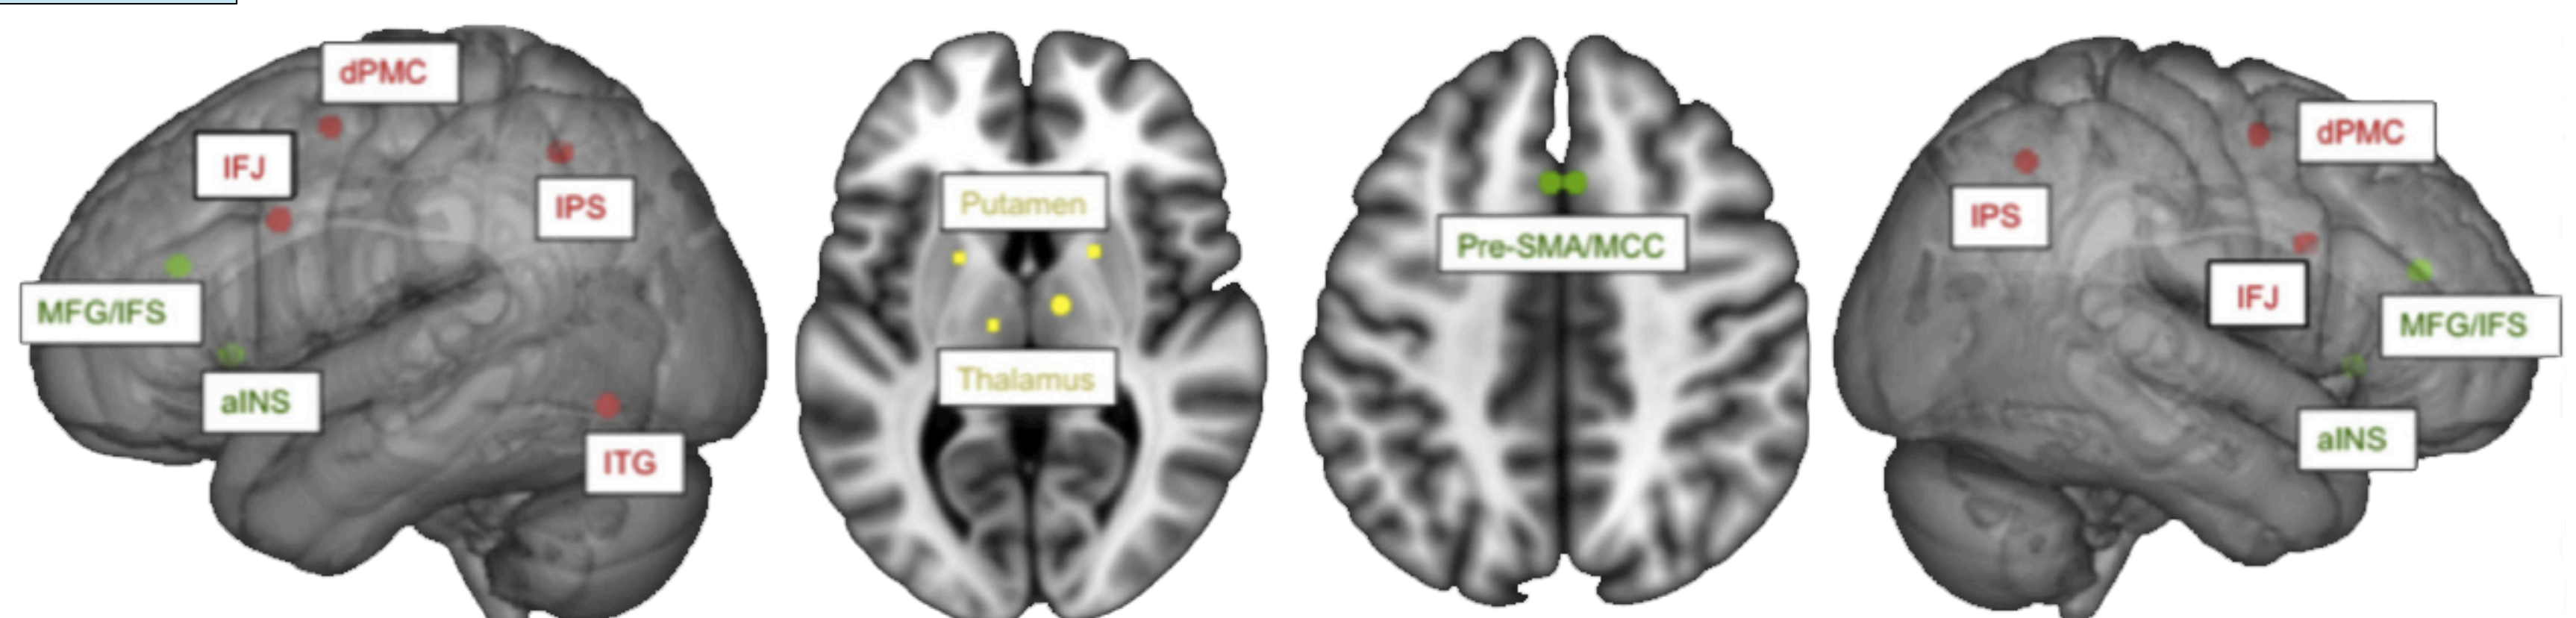 dPMC
IFJ
IPS
MFG/IFS
aINS
ITG
Putamen
Thalamus
Pre-SMA/MCC
dPMC
IPS
IFJ
MFG/IFS
aINS